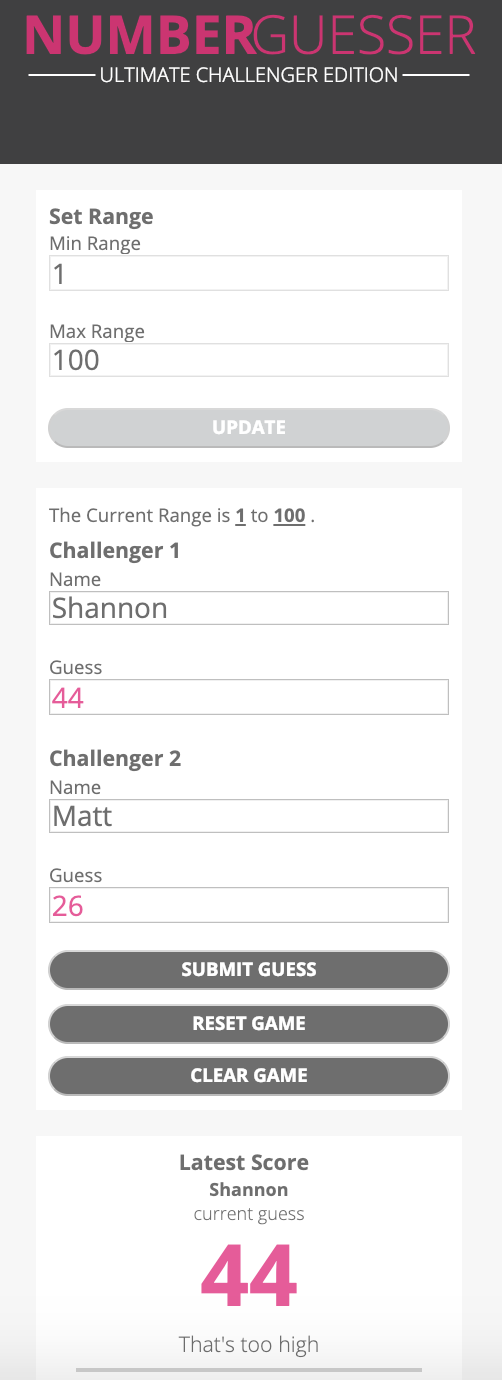 NUMBERGUESSER
ULTIMATE CHALLENGER EDITION
Set Range
Min Range
1
Max Range
100
UPDATE
The Current Range is 1 to 100 .
Challenger 1
Name
Shannon
Guess
44
Challenger 2
Name
Matt
Guess
26
SUBMIT GUESS
RESET GAME
CLEAR GAME
Latest Score
Shannon
current guess
44
That's too high